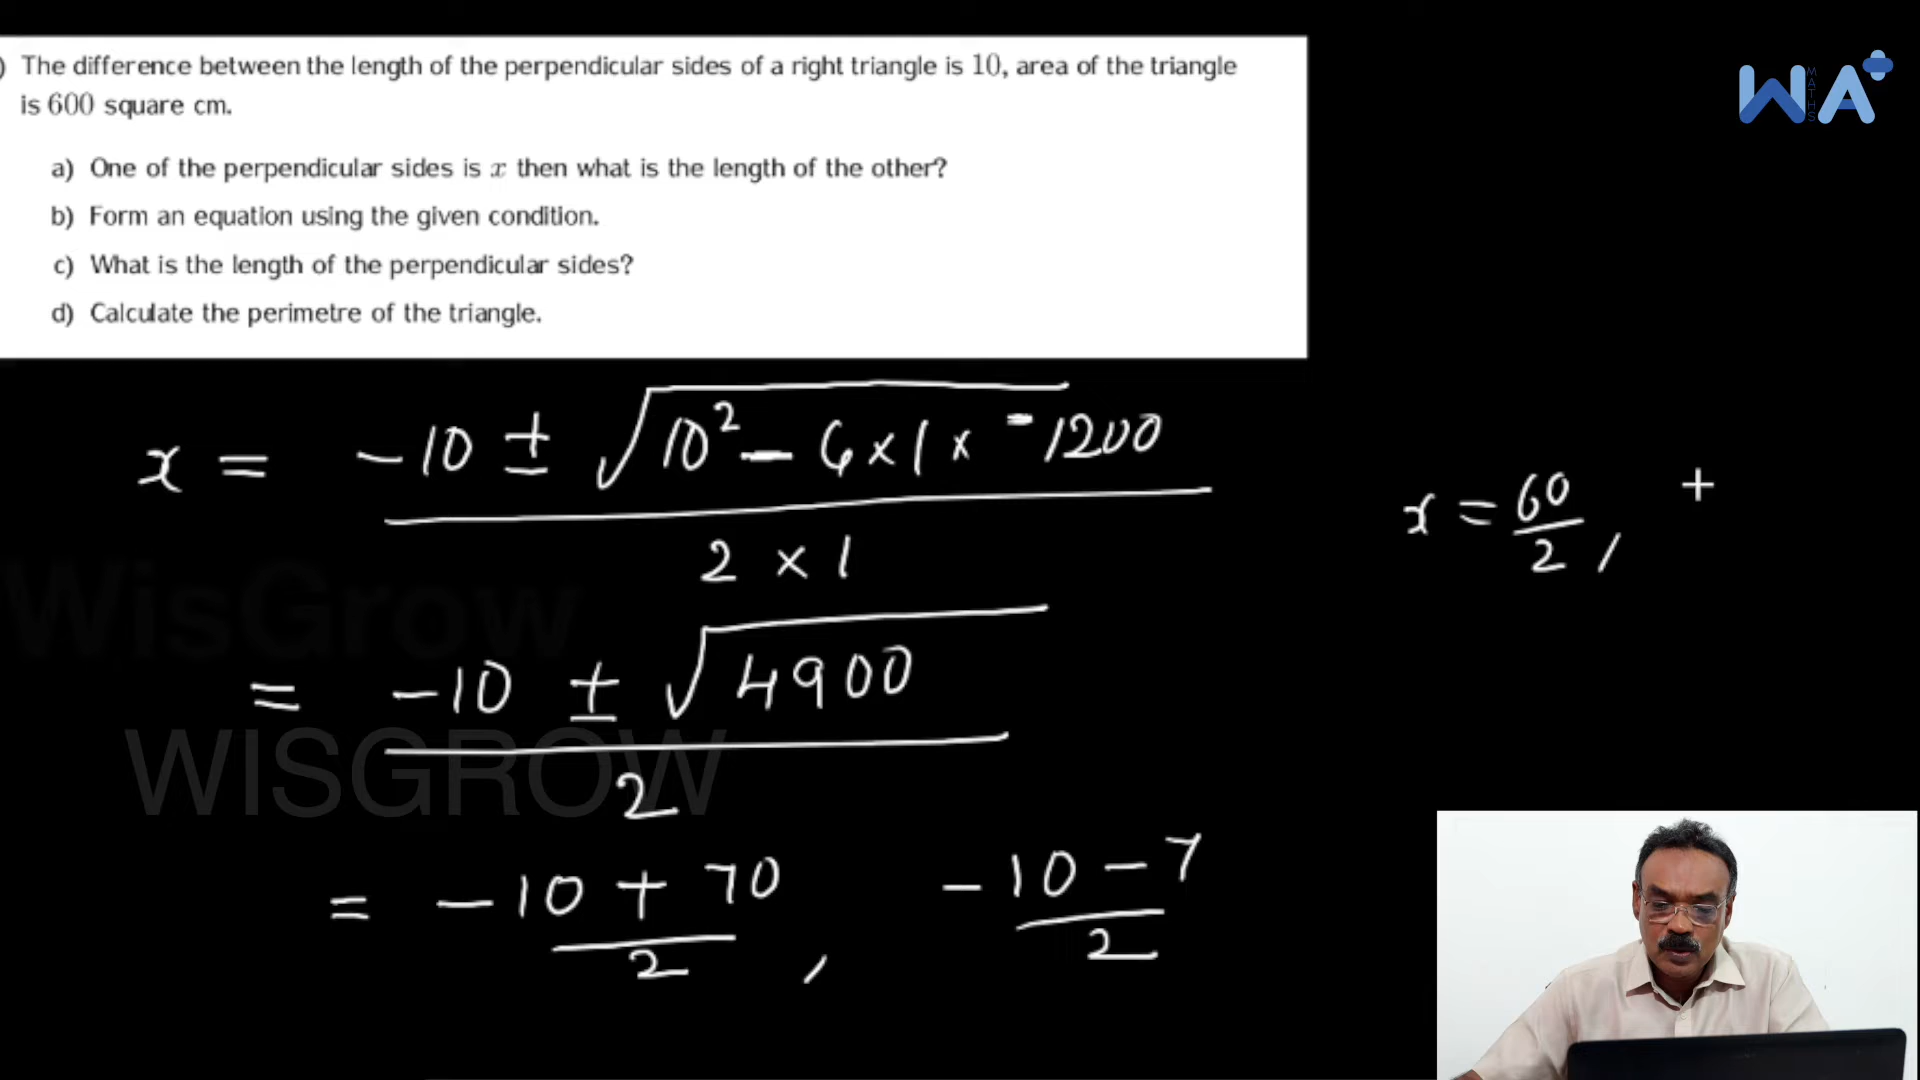 ) The difference between the length of the perpendicular sides of a right triangle is 10, area of the triangle
is 600 square cm.
a) One of the perpendicular sides is x then what is the length of the other?
b) Form an equation using the given condition.
c) What is the length of the perpendicular sides?
d) Calculate the perimetre of the triangle.
WA+
MATHS
x = -10 ± √10² - 4×1× -1200
2 × 1
x = 60/2 , +
= -10 ± √4900
2
= -10 + 70 / 2 , -10 - 7 / 2
WisGrow
WISGROW